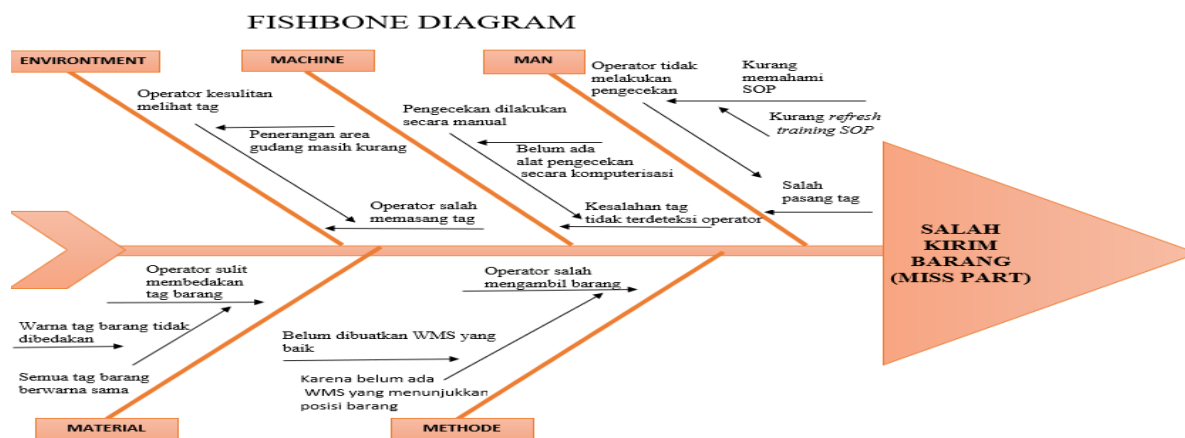 FISHBONE DIAGRAM
ENVIRONTMENT
MACHINE
MAN
Operator kesulitan
melihat tag
Penerangan area
gudang masih kurang
Operator salah
memasang tag
Pengecekan dilakukan
secara manual
Belum ada
alat pengecekan
secara komputerisasi
Kesalahan tag
tidak terdeteksi operator
Operator tidak
melakukan
pengecekan
Kurang
memahami
SOP
Kurang refresh
training SOP
Salah
pasang tag
SALAH
KIRIM
BARANG
(MISS PART)
Operator sulit
membedakan
tag barang
Warna tag barang tidak
dibedakan
Semua tag barang
berwarna sama
Operator salah
mengambil barang
Belum dibuatkan WMS yang
baik
Karena belum ada
WMS yang menunjukkan
posisi barang
MATERIAL
METHODE